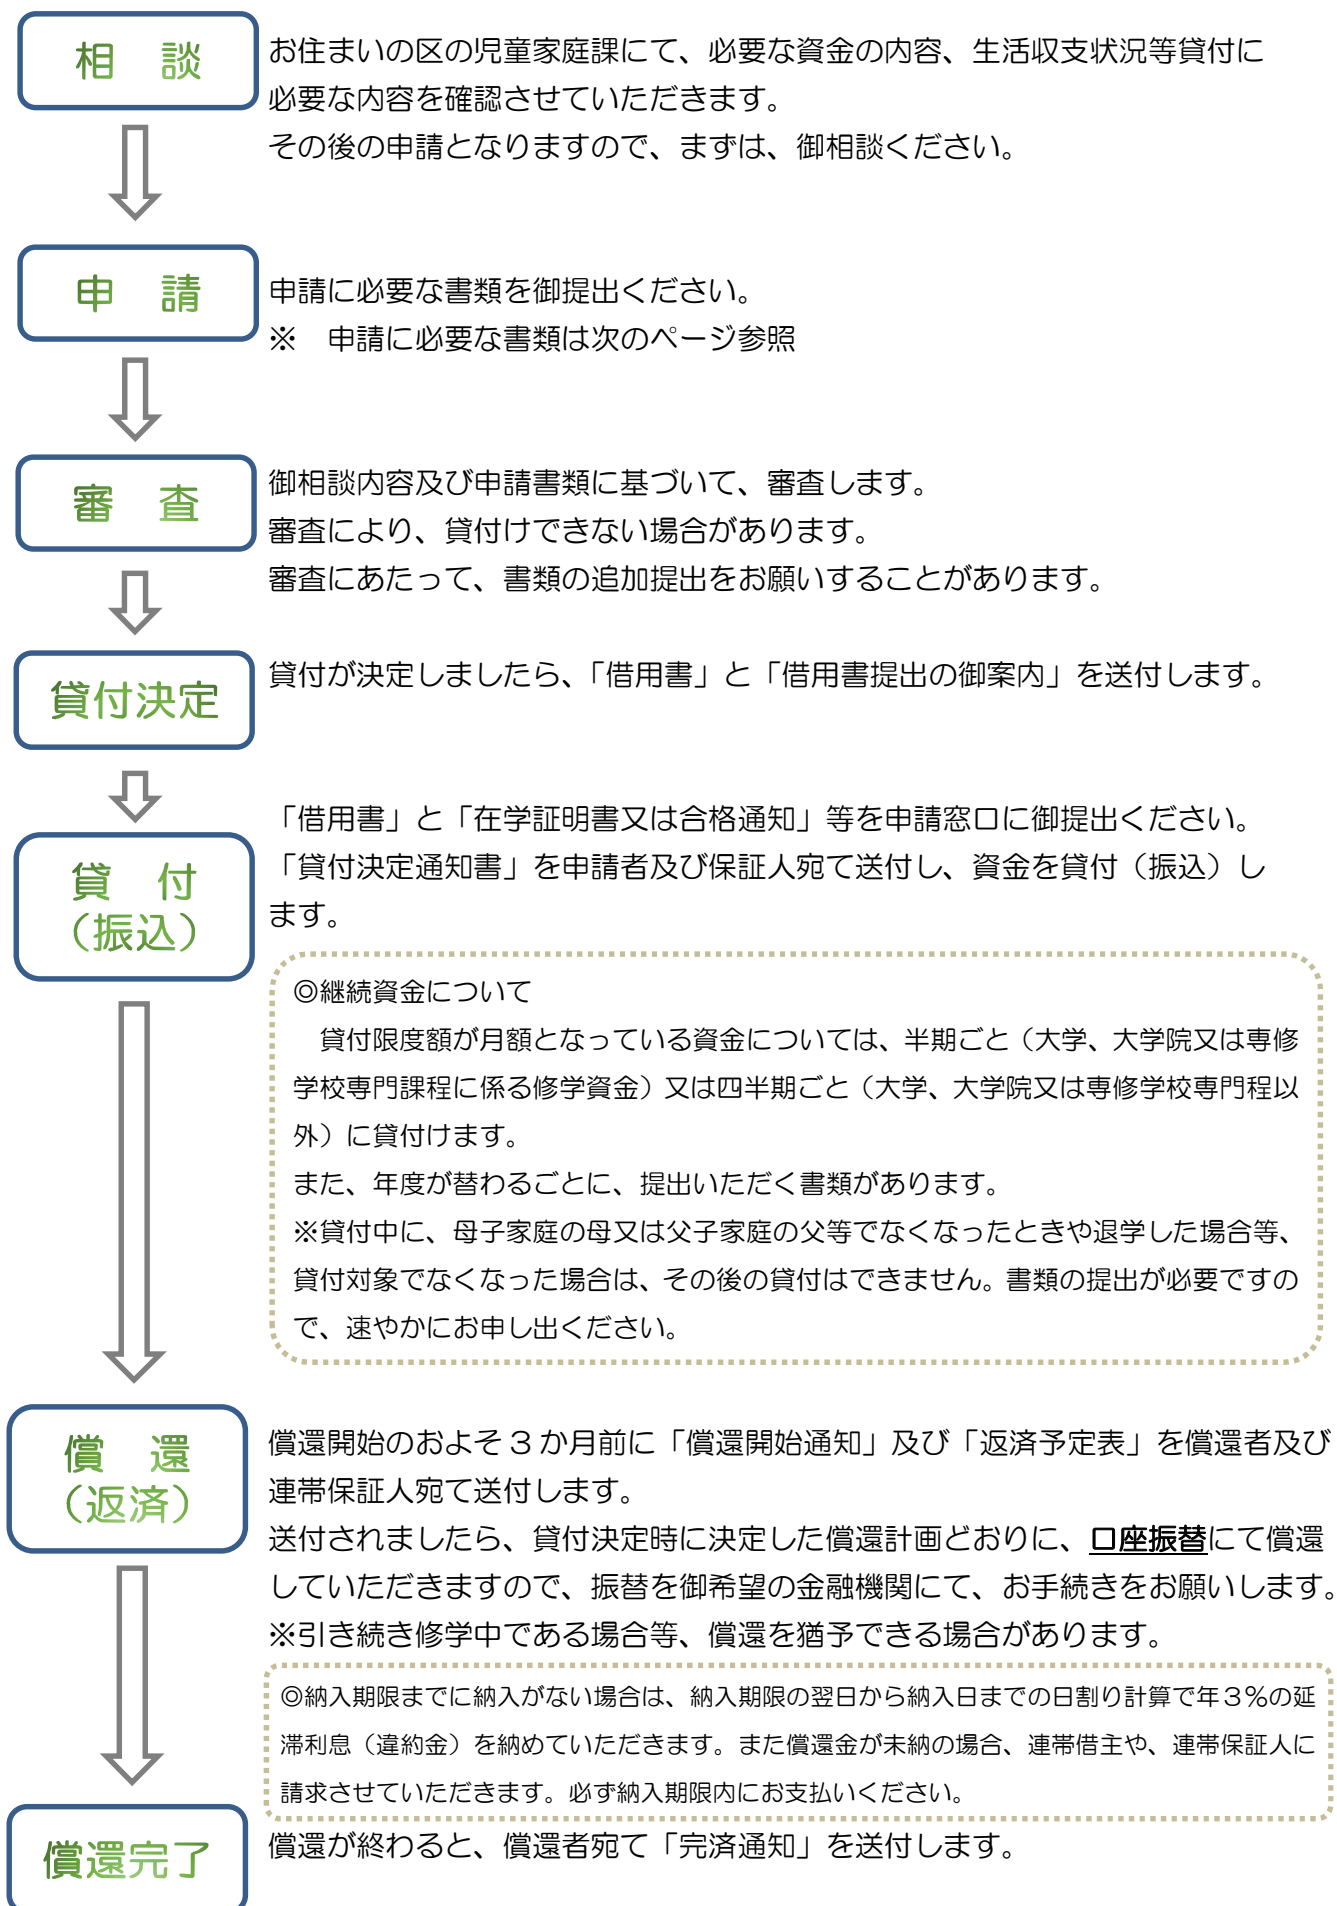 相　談
お住まいの区の児童家庭課にて、必要な資金の内容、生活収支状況等貸付に
必要な内容を確認させていただきます。
その後の申請となりますので、まずは、御相談ください。
申　請
申請に必要な書類を御提出ください。
※　申請に必要な書類は次のページ参照
審　査
御相談内容及び申請書類に基づいて、審査します。
審査により、貸付けできない場合があります。
審査にあたって、書類の追加提出をお願いすることがあります。
貸付決定
貸付が決定しましたら、「借用書」と「借用書提出の御案内」を送付します。
貸　付
（振込）
「借用書」と「在学証明書又は合格通知」等を申請窓口に御提出ください。
「貸付決定通知書」を申請者及び保証人宛て送付し、資金を貸付（振込）し
ます。
◎継続資金について
　貸付限度額が月額となっている資金については、半期ごと（大学、大学院又は専修
学校専門課程に係る修学資金）又は四半期ごと（大学、大学院又は専修学校専門程以
外）に貸付けます。
また、年度が替わるごとに、提出いただく書類があります。
※貸付中に、母子家庭の母又は父子家庭の父等でなくなったときや退学した場合等、
貸付対象でなくなった場合は、その後の貸付はできません。書類の提出が必要ですの
で、速やかにお申し出ください。
償　還
（返済）
償還開始のおよそ３か月前に「償還開始通知」及び「返済予定表」を償還者及び
連帯保証人宛て送付します。
送付されましたら、貸付決定時に決定した償還計画どおりに、口座振替にて償還
していただきますので、振替を御希望の金融機関にて、お手続きをお願いします。
※引き続き修学中である場合等、償還を猶予できる場合があります。
◎納入期限までに納入がない場合は、納入期限の翌日から納入日までの日割り計算で年３％の延
滞利息（違約金）を納めていただきます。また償還金が未納の場合、連帯借主や、連帯保証人に
請求させていただきます。必ず納入期限内にお支払いください。
償還完了
償還が終わると、償還者宛て「完済通知」を送付します。